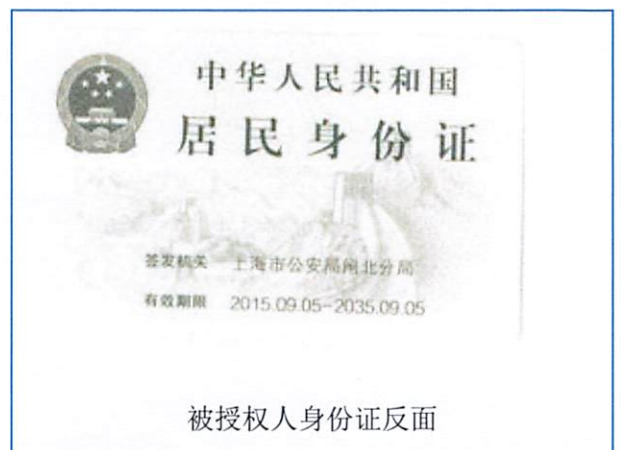 中华人民共和国
居民身份证
签发机关 上海市公安局闸北分局
有效期限 2015.09.05-2035.09.05
被授权人身份证反面